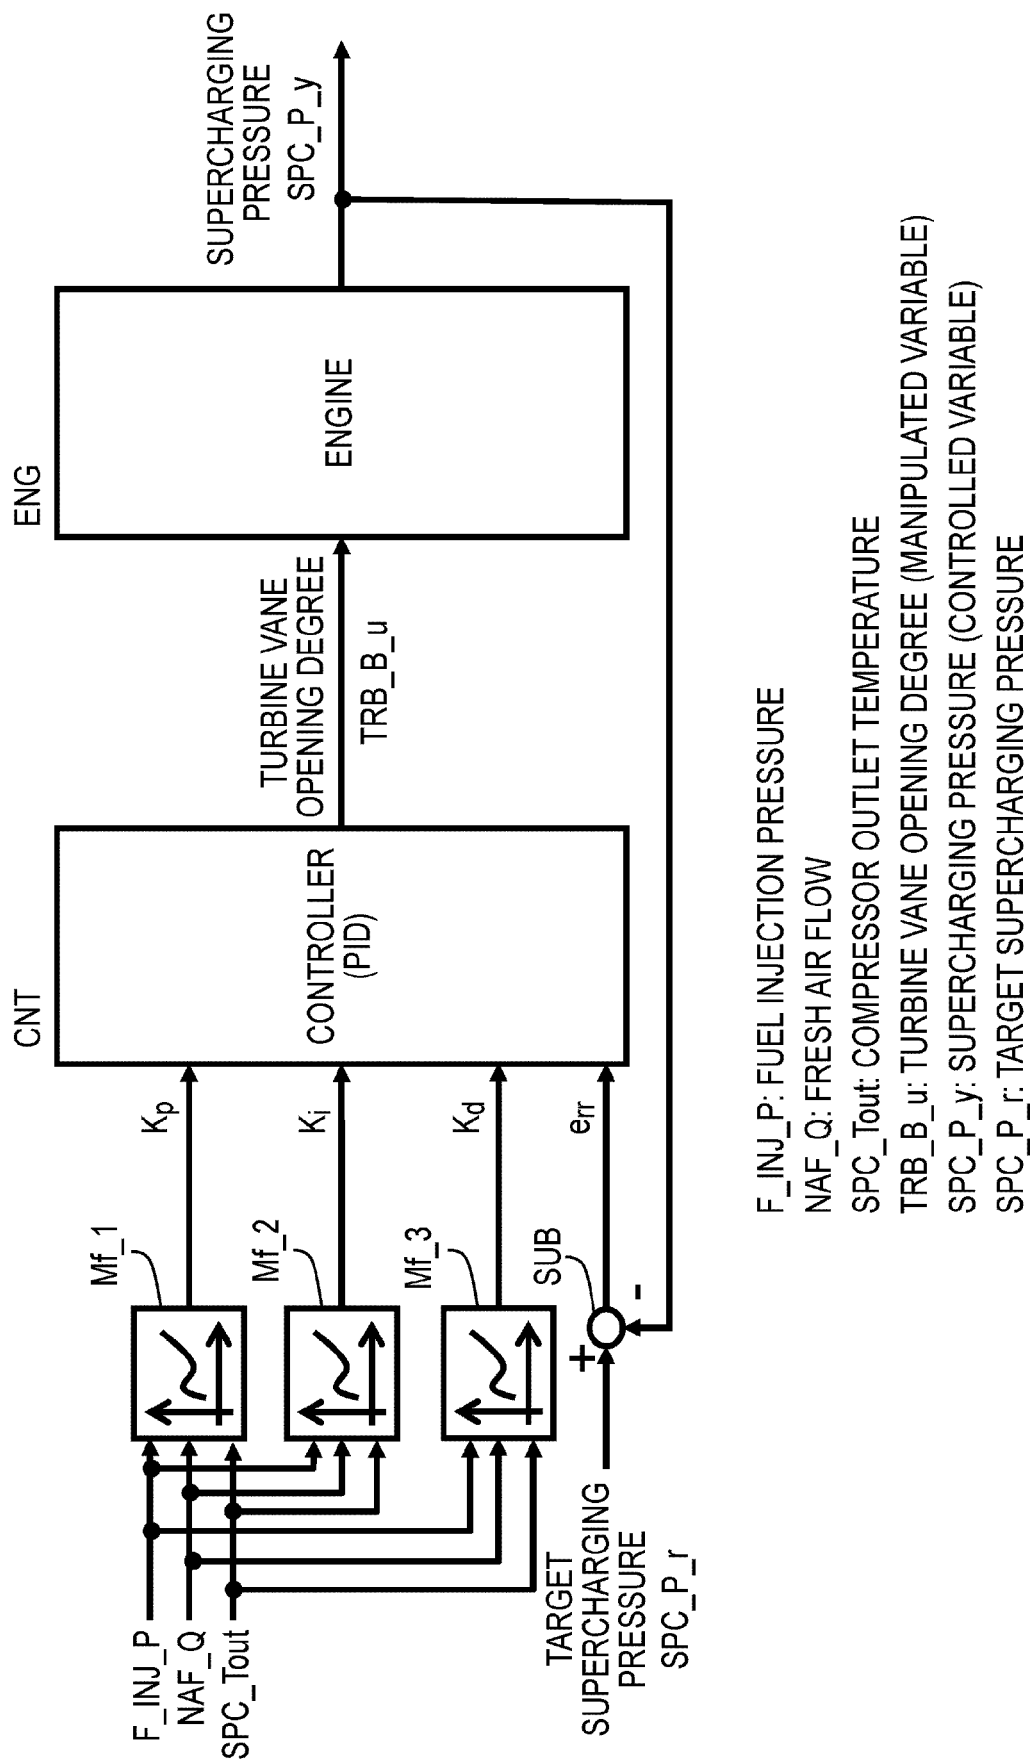 F_INJ_P
NAF_Q
SPC_Tout
Mf_1
Mf_2
Mf_3
TARGET
SUPERCHARGING
PRESSURE
SPC_P_r
+
-
SUB
Kp
Ki
Kd
err
CNT
CONTROLLER
(PID)
TURBINE VANE
OPENING DEGREE
TRB_B_u
ENG
ENGINE
SUPERCHARGING
PRESSURE
SPC_P_y
F_INJ_P: FUEL INJECTION PRESSURE
NAF_Q: FRESH AIR FLOW
SPC_Tout: COMPRESSOR OUTLET TEMPERATURE
TRB_B_u: TURBINE VANE OPENING DEGREE (MANIPULATED VARIABLE)
SPC_P_y: SUPERCHARGING PRESSURE (CONTROLLED VARIABLE)
SPC_P_r: TARGET SUPERCHARGING PRESSURE